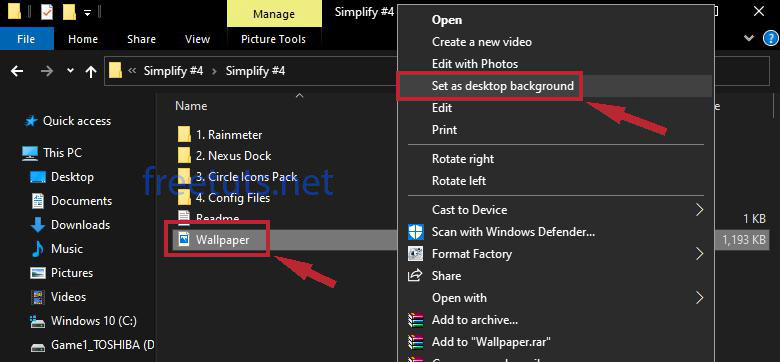 Manage
Simplify #4
File
Home
Share
View
Picture Tools
Simplify #4
Simplify #4
Name
Quick access
This PC
Desktop
Documents
Downloads
Music
Pictures
Videos
Windows 10 (C:)
Game1_TOSHIBA (D
1. Rainmeter
2. Nexus Dock
3. Circle Icons Pack
4. Config Files
Readme
Wallpaper
freetuts.net
Open
Create a new video
Edit with Photos
Set as desktop background
Edit
Print
Rotate right
Rotate left
Cast to Device
Scan with Windows Defender...
Format Factory
Share
Open with
Add to archive...
Add to "Wallpaper.rar"
1 KB
1,193 KB